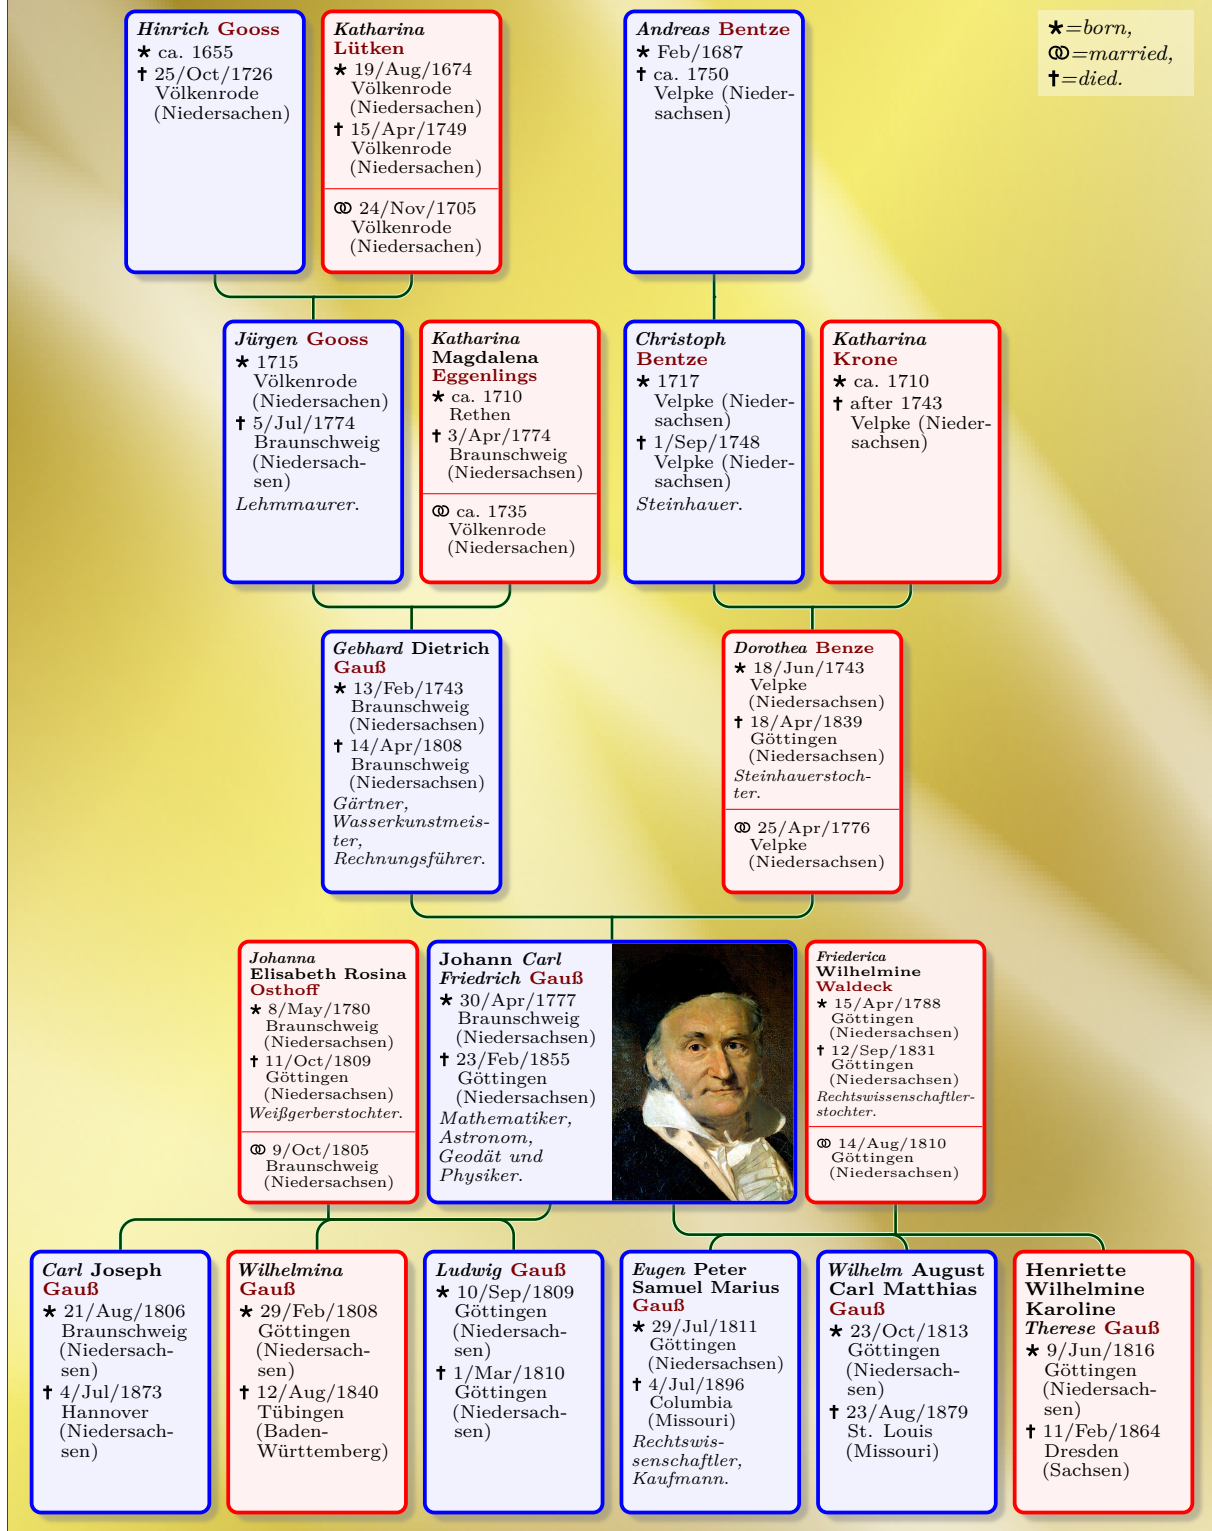 Hinrich Gooss
★ ca. 1655
† 25/Oct/1726
Völkenrode
(Niedersachen)
Katharina
Lütken
★ 19/Aug/1674
Völkenrode
(Niedersachen)
† 15/Apr/1749
Völkenrode
(Niedersachen)
⚭ 24/Nov/1705
Völkenrode
(Niedersachen)
Andreas Bentze
★ Feb/1687
† ca. 1750
Velpke (Nieder-
sachsen)
★=born,
⚭=married,
†=died.
Jürgen Gooss
★ 1715
Völkenrode
(Niedersachen)
† 5/Jul/1774
Braunschweig
(Niedersach-
sen)
Lehmmaurer.
Katharina
Magdalena
Eggenlings
★ ca. 1710
Rethen
† 3/Apr/1774
Braunschweig
(Niedersachsen)
⚭ ca. 1735
Völkenrode
(Niedersachen)
Christoph
Bentze
★ 1717
Velpke (Nieder-
sachsen)
† 1/Sep/1748
Velpke (Nieder-
sachsen)
Steinhauer.
Katharina
Krone
★ ca. 1710
† after 1743
Velpke (Nieder-
sachsen)
Gebhard Dietrich
Gauß
★ 13/Feb/1743
Braunschweig
(Niedersachsen)
† 14/Apr/1808
Braunschweig
(Niedersachsen)
Gärtner,
Wasserkunstmeis-
ter,
Rechnungsführer.
Dorothea Benze
★ 18/Jun/1743
Velpke
(Niedersachsen)
† 18/Apr/1839
Göttingen
(Niedersachsen)
Steinhauerstoch-
ter.
⚭ 25/Apr/1776
Velpke
(Niedersachsen)
Johanna
Elisabeth Rosina
Osthoff
★ 8/May/1780
Braunschweig
(Niedersachsen)
† 11/Oct/1809
Göttingen
(Niedersachsen)
Weißgerberstochter.
⚭ 9/Oct/1805
Braunschweig
(Niedersachsen)
Johann Carl
Friedrich Gauß
★ 30/Apr/1777
Braunschweig
(Niedersachsen)
† 23/Feb/1855
Göttingen
(Niedersachsen)
Mathematiker,
Astronom,
Geodät und
Physiker.
Friederica
Wilhelmine
Waldeck
★ 15/Apr/1788
Göttingen
(Niedersachsen)
† 12/Sep/1831
Göttingen
(Niedersachsen)
Rechtswissenschaftler-
stochter.
⚭ 14/Aug/1810
Göttingen
(Niedersachsen)
Carl Joseph
Gauß
★ 21/Aug/1806
Braunschweig
(Niedersach-
sen)
† 4/Jul/1873
Hannover
(Niedersach-
sen)
Wilhelmina
Gauß
★ 29/Feb/1808
Göttingen
(Niedersach-
sen)
† 12/Aug/1840
Tübingen
(Baden-
Württemberg)
Ludwig Gauß
★ 10/Sep/1809
Göttingen
(Niedersach-
sen)
† 1/Mar/1810
Göttingen
(Niedersach-
sen)
Eugen Peter
Samuel Marius
Gauß
★ 29/Jul/1811
Göttingen
(Niedersachsen)
† 4/Jul/1896
Columbia
(Missouri)
Rechtswis-
senschaftler,
Kaufmann.
Wilhelm August
Carl Matthias
Gauß
★ 23/Oct/1813
Göttingen
(Niedersach-
sen)
† 23/Aug/1879
St. Louis
(Missouri)
Henriette
Wilhelmine
Karoline
Therese Gauß
★ 9/Jun/1816
Göttingen
(Niedersach-
sen)
† 11/Feb/1864
Dresden
(Sachsen)